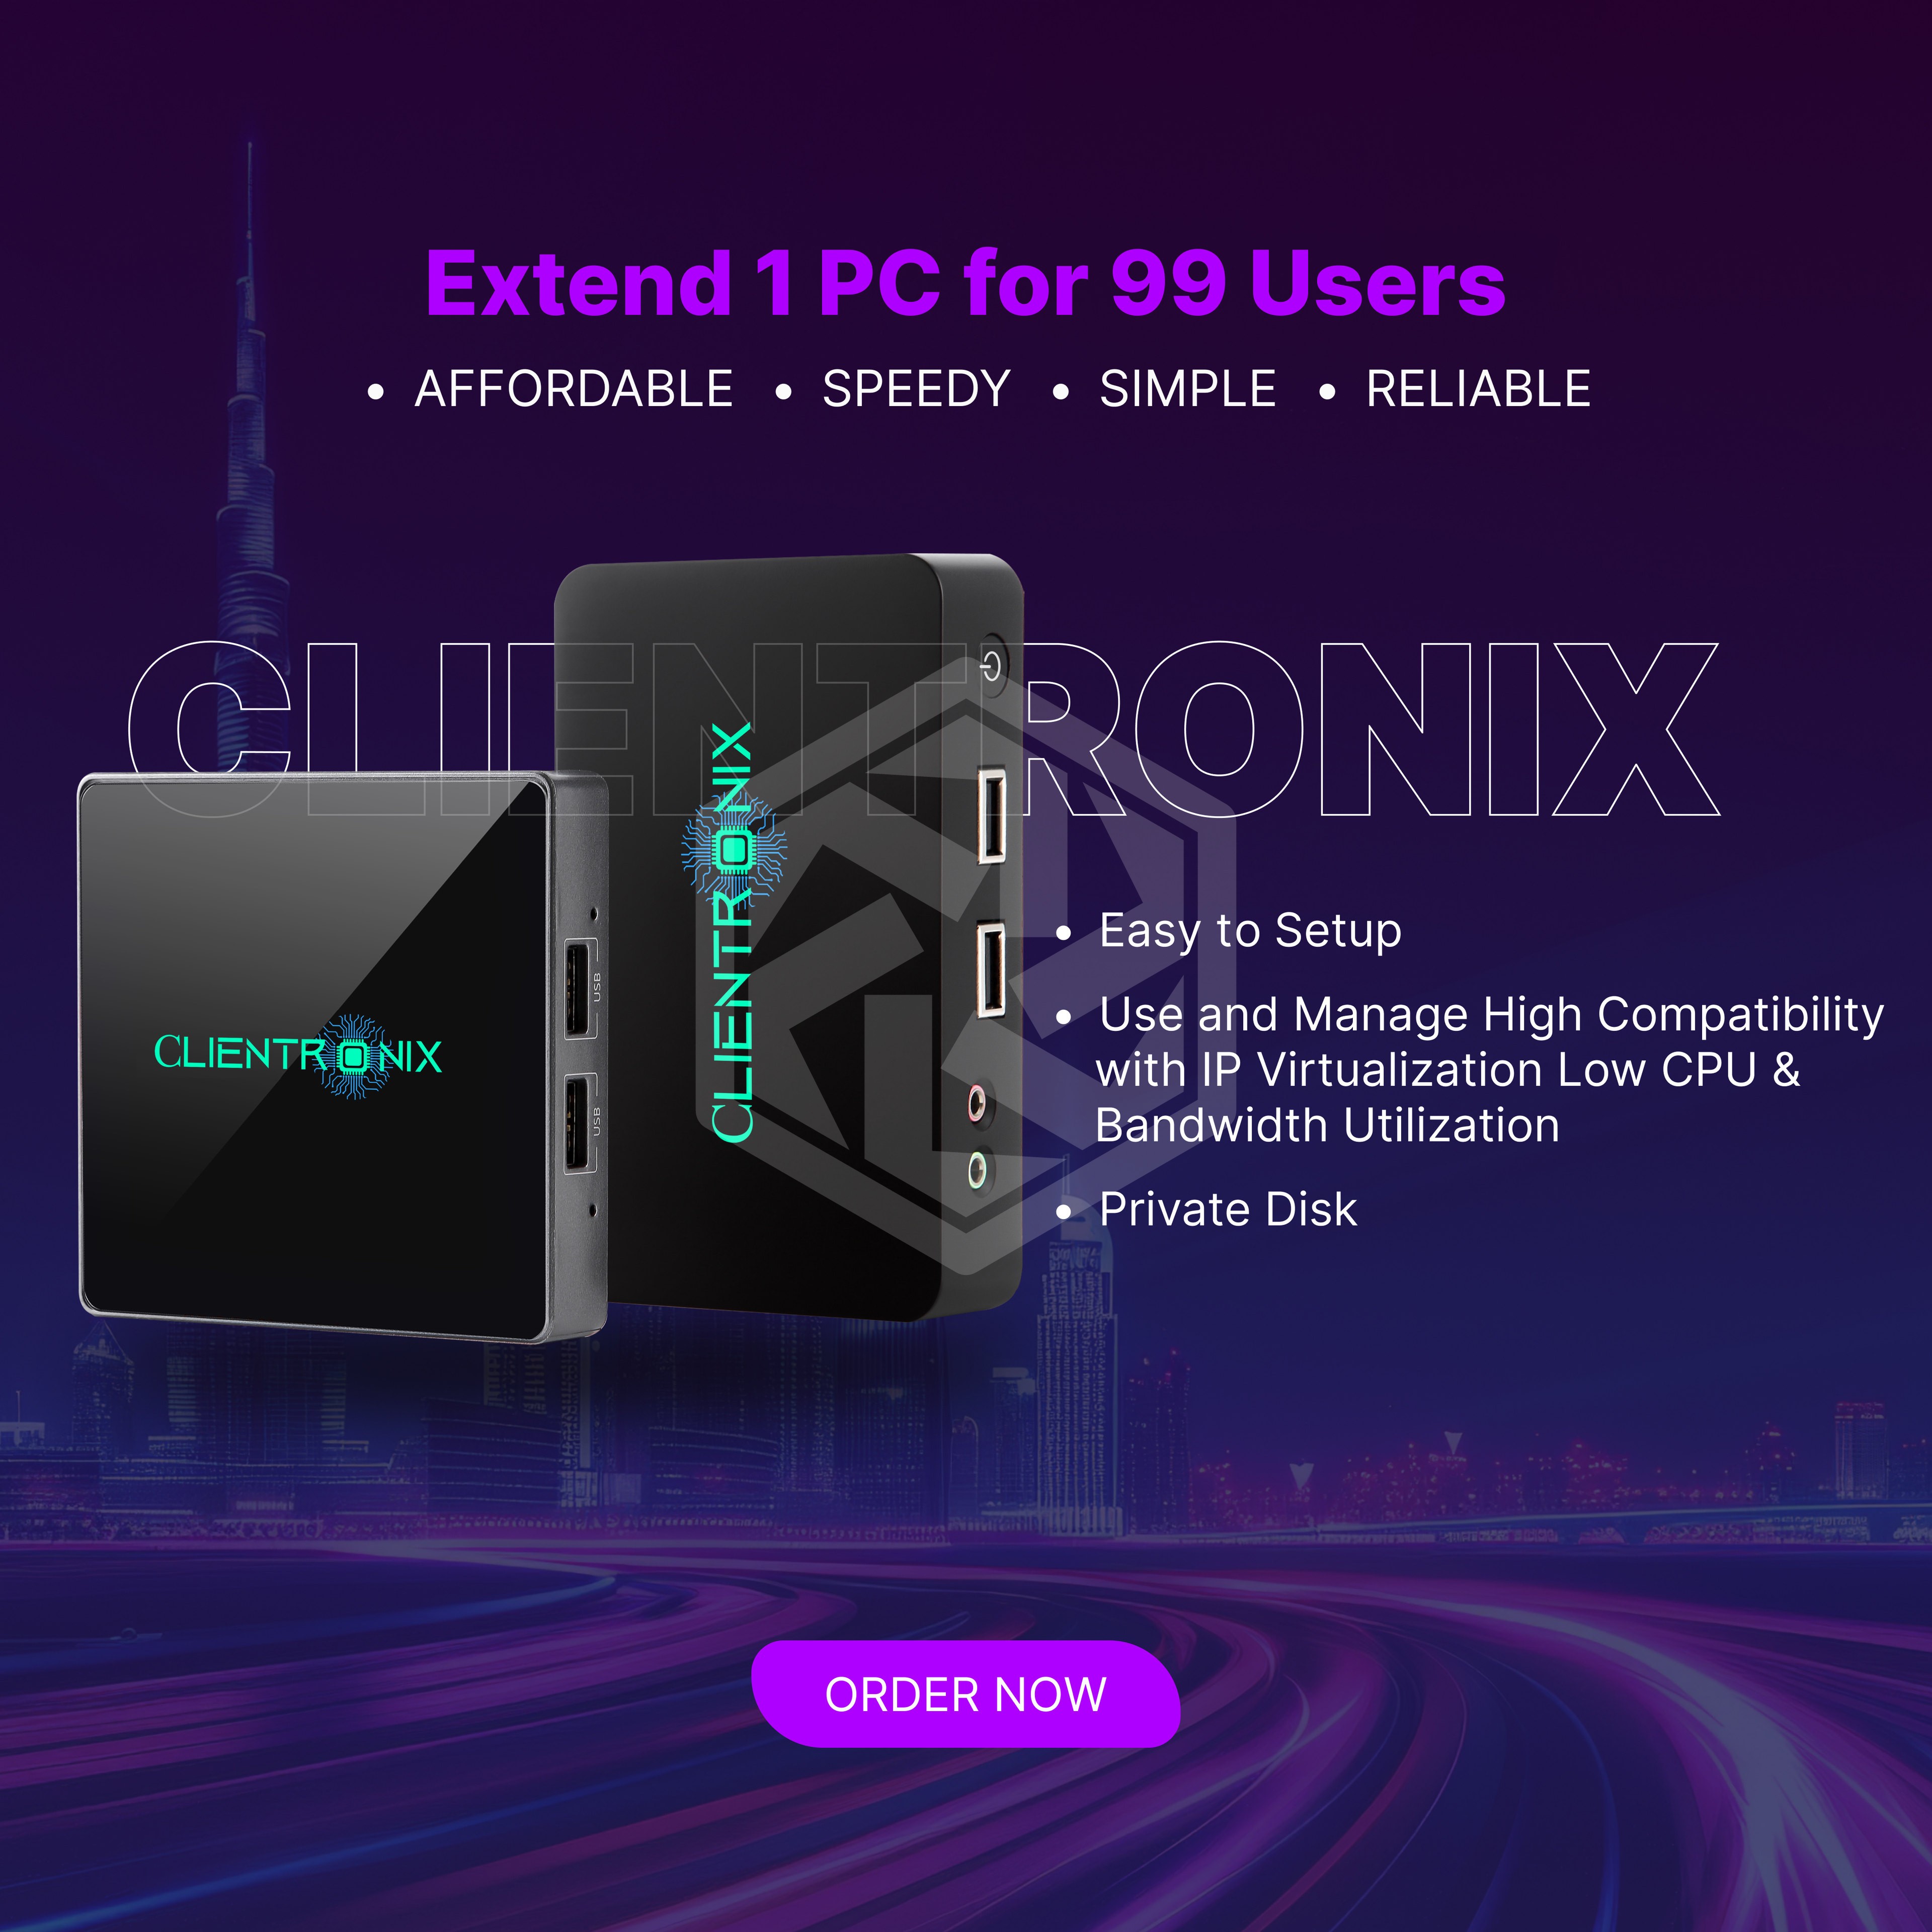 Extend 1 PC for 99 Users
• AFFORDABLE • SPEEDY • SIMPLE • RELIABLE
CLIENTRONIX
CLIENTRONIX
CLIENTRONIX
USB
USB
• Easy to Setup
• Use and Manage High Compatibility
with IP Virtualization Low CPU &
Bandwidth Utilization
• Private Disk
ORDER NOW